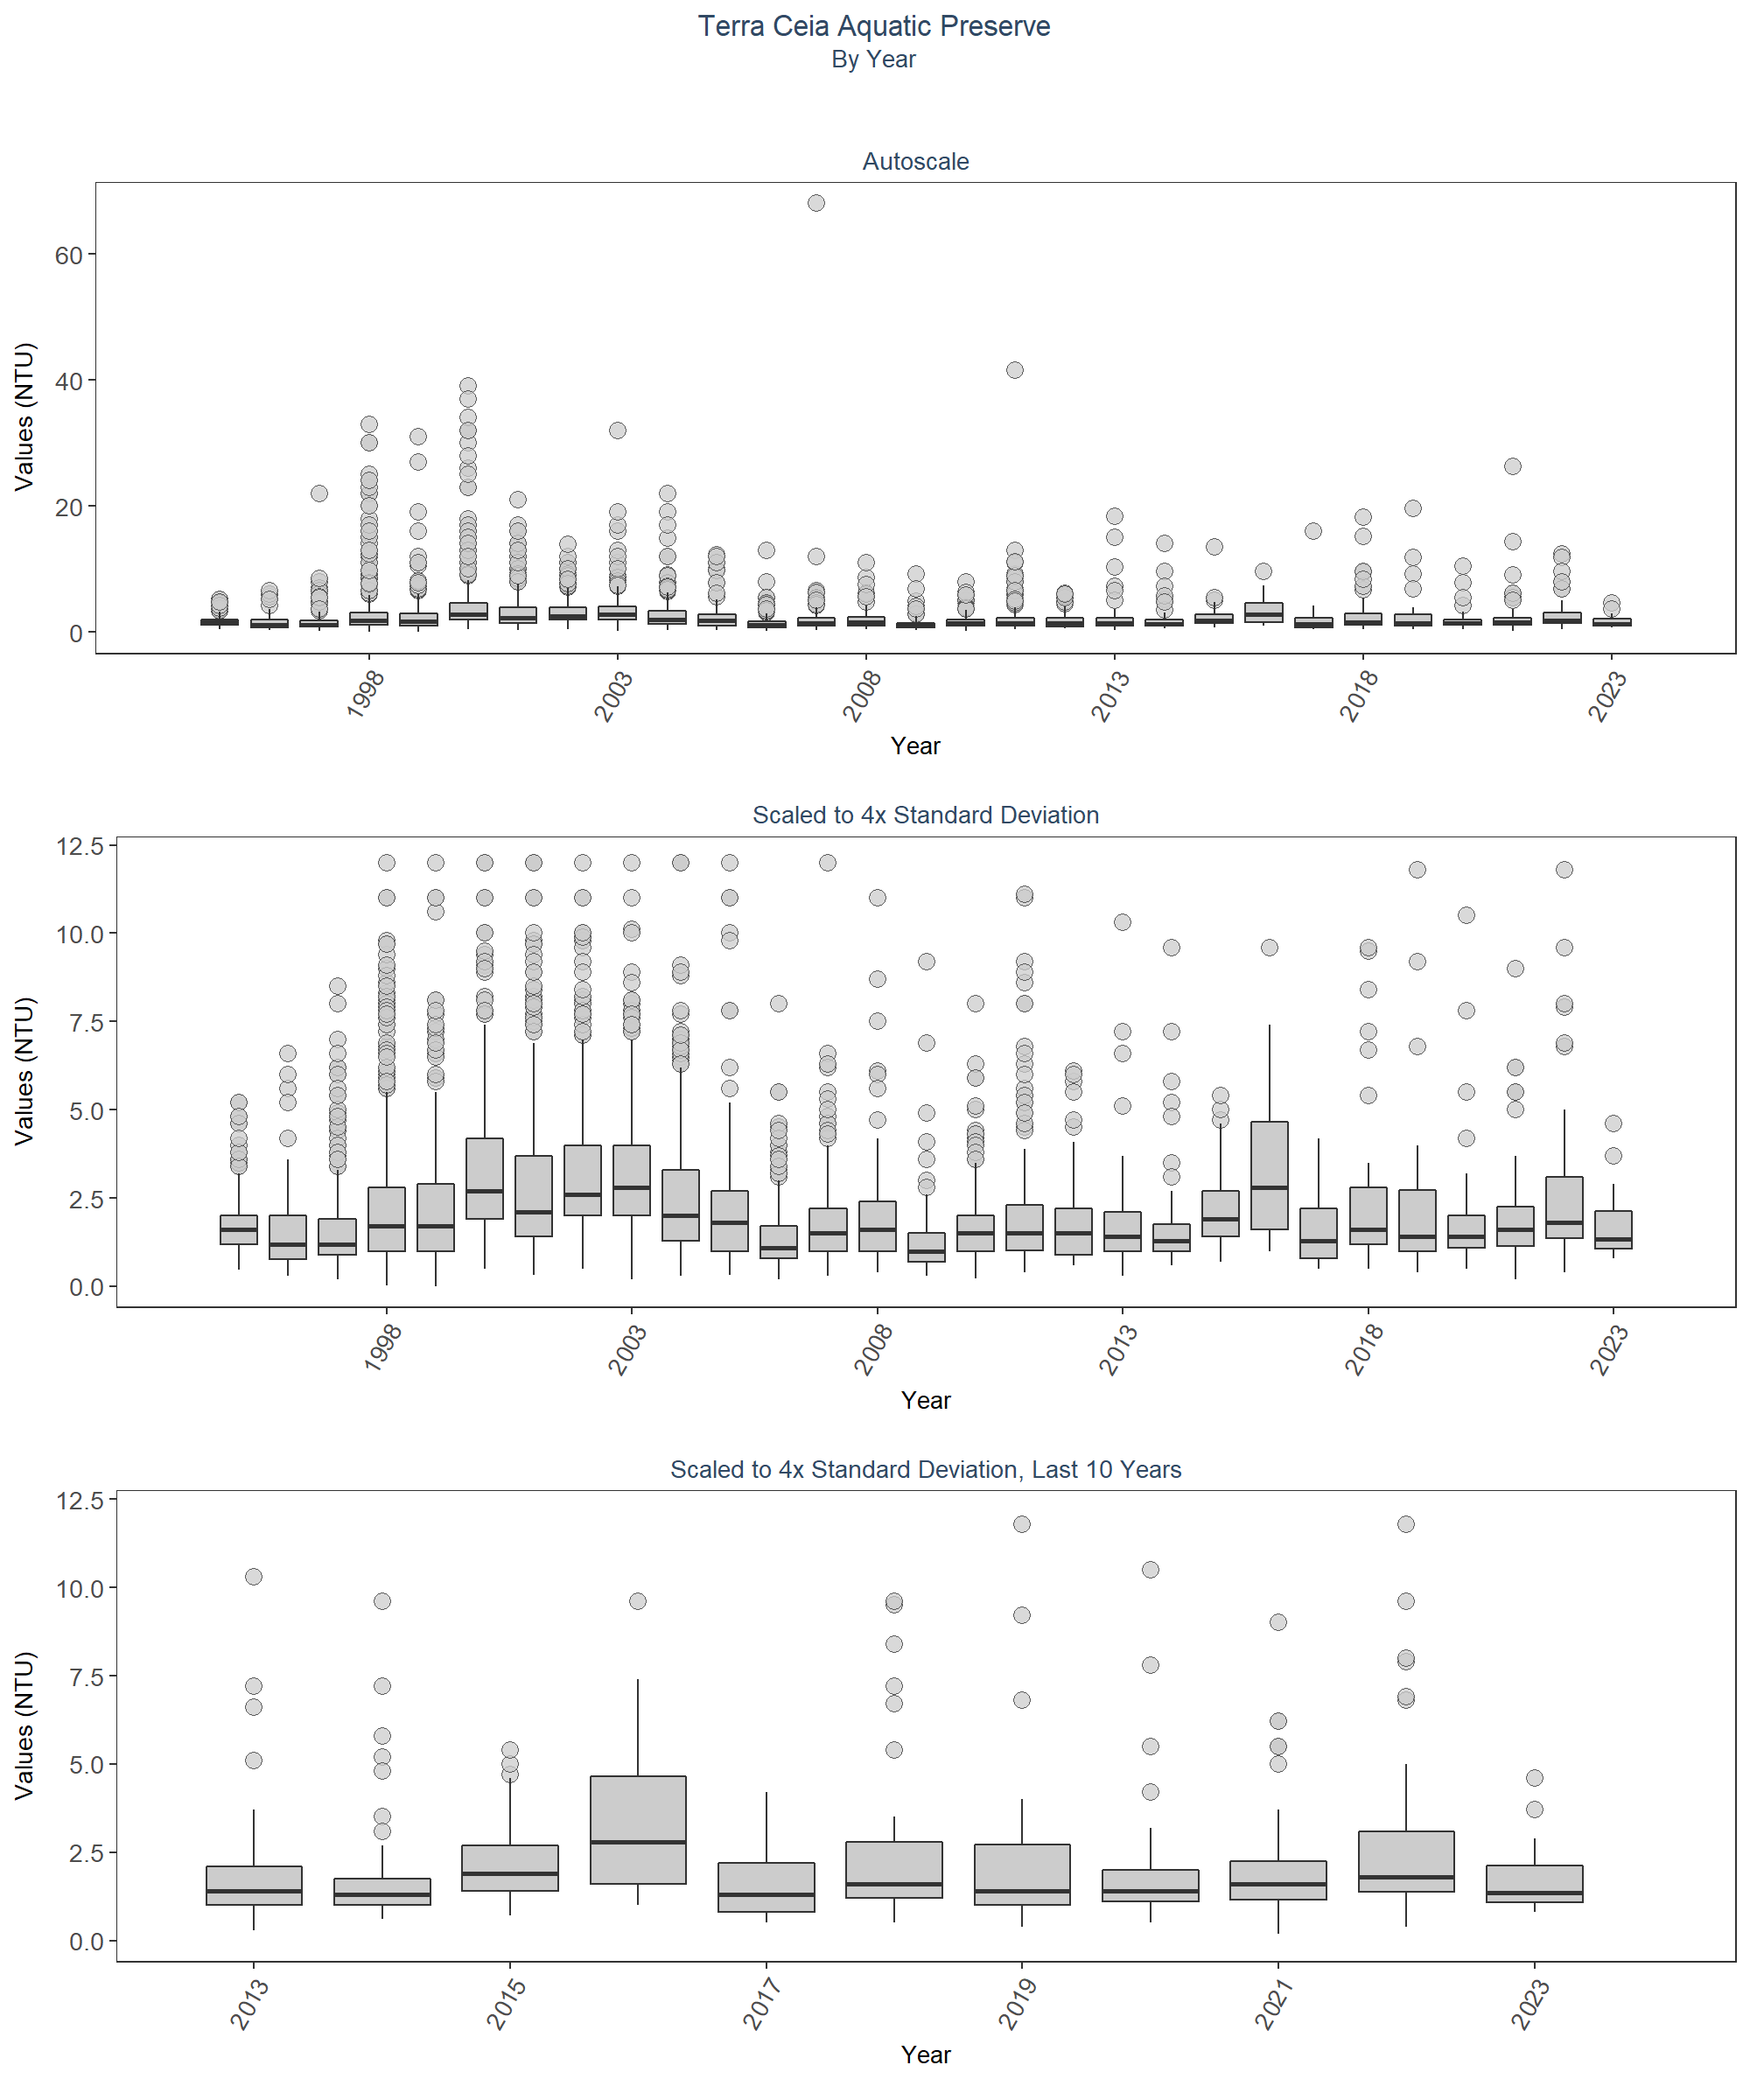 Terra Ceia Aquatic Preserve
By Year
Autoscale
Values (NTU)
60
40
20
0
1998 2003 2008 2013 2018 2023
Year
Scaled to 4x Standard Deviation
Values (NTU)
12.5
10.0
7.5
5.0
2.5
0.0
1998 2003 2008 2013 2018 2023
Year
Scaled to 4x Standard Deviation, Last 10 Years
Values (NTU)
12.5
10.0
7.5
5.0
2.5
0.0
2013 2015 2017 2019 2021 2023
Year